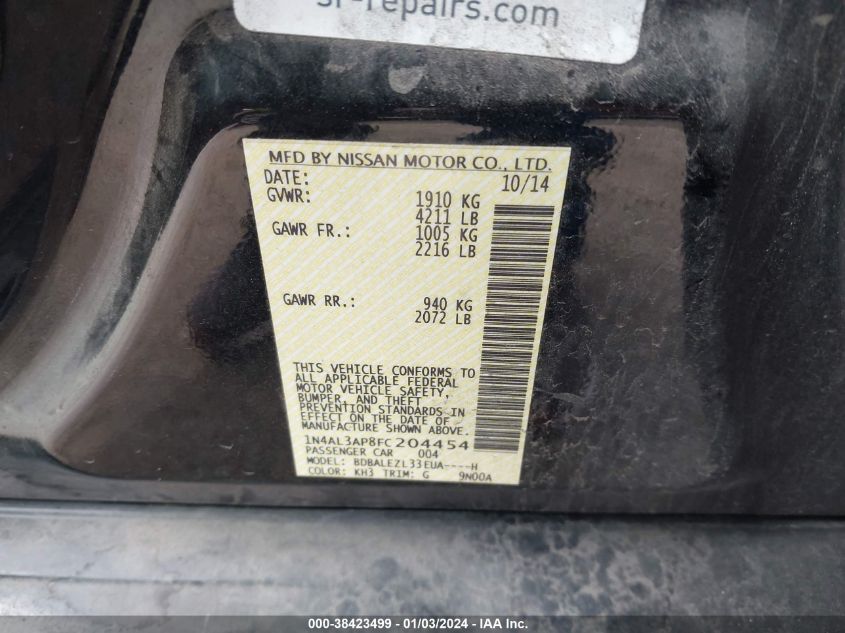 sr-repairs.com
MFD BY NISSAN MOTOR CO., LTD.
DATE: 10/14
GVWR: 1910 KG
4211 LB
GAWR FR.: 1005 KG
2216 LB
GAWR RR.: 940 KG
2072 LB
THIS VEHICLE CONFORMS TO
ALL APPLICABLE FEDERAL
MOTOR VEHICLE SAFETY,
BUMPER, AND THEFT
PREVENTION STANDARDS IN
EFFECT ON THE DATE OF
MANUFACTURE SHOWN ABOVE.
1N4AL3AP8FC204454
PASSENGER CAR 004
MODEL: BDBALEZL33EUA----H
COLOR: KH3 TRIM: G 9N00A
000-38423499 - 01/03/2024 - IAA Inc.